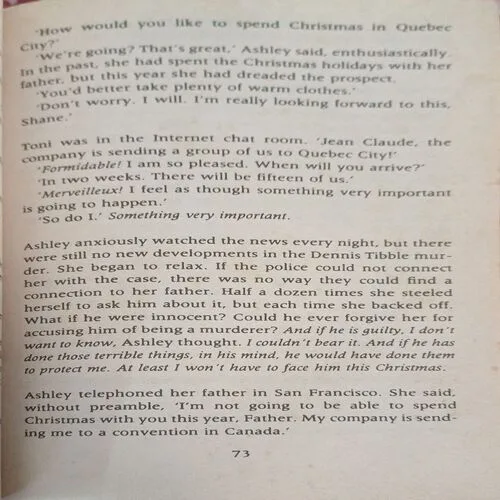 'How would you like to spend Christmas in Quebec
City?'
'We're going? That's great,' Ashley said, enthusiastically.
In the past, she had spent the Christmas holidays with her
father, but this year she had dreaded the prospect.
'You'd better take plenty of warm clothes.'
'Don't worry. I will. I'm really looking forward to this,
Shane.'
Toni was in the Internet chat room. 'Jean Claude, the
company is sending a group of us to Quebec City!'
'Formidable! I am so pleased. When will you arrive?'
'In two weeks. There will be fifteen of us.'
'Merveilleux! I feel as though something very important
is going to happen.'
'So do I.' Something very important.
Ashley anxiously watched the news every night, but there
were still no new developments in the Dennis Tibble mur-
der. She began to relax. If the police could not connect
her with the case, there was no way they could find a
connection to her father. Half a dozen times she steeled
herself to ask him about it, but each time she backed off.
What if he were innocent? Could he ever forgive her for
accusing him of being a murderer? And if he is guilty, I don't
want to know, Ashley thought. I couldn't bear it. And if he has
done those terrible things, in his mind, he would have done them
to protect me. At least I won't have to face him this Christmas.
Ashley telephoned her father in San Francisco. She said,
without preamble, 'I'm not going to be able to spend
Christmas with you this year, Father. My company is send-
ing me to a convention in Canada.'
73